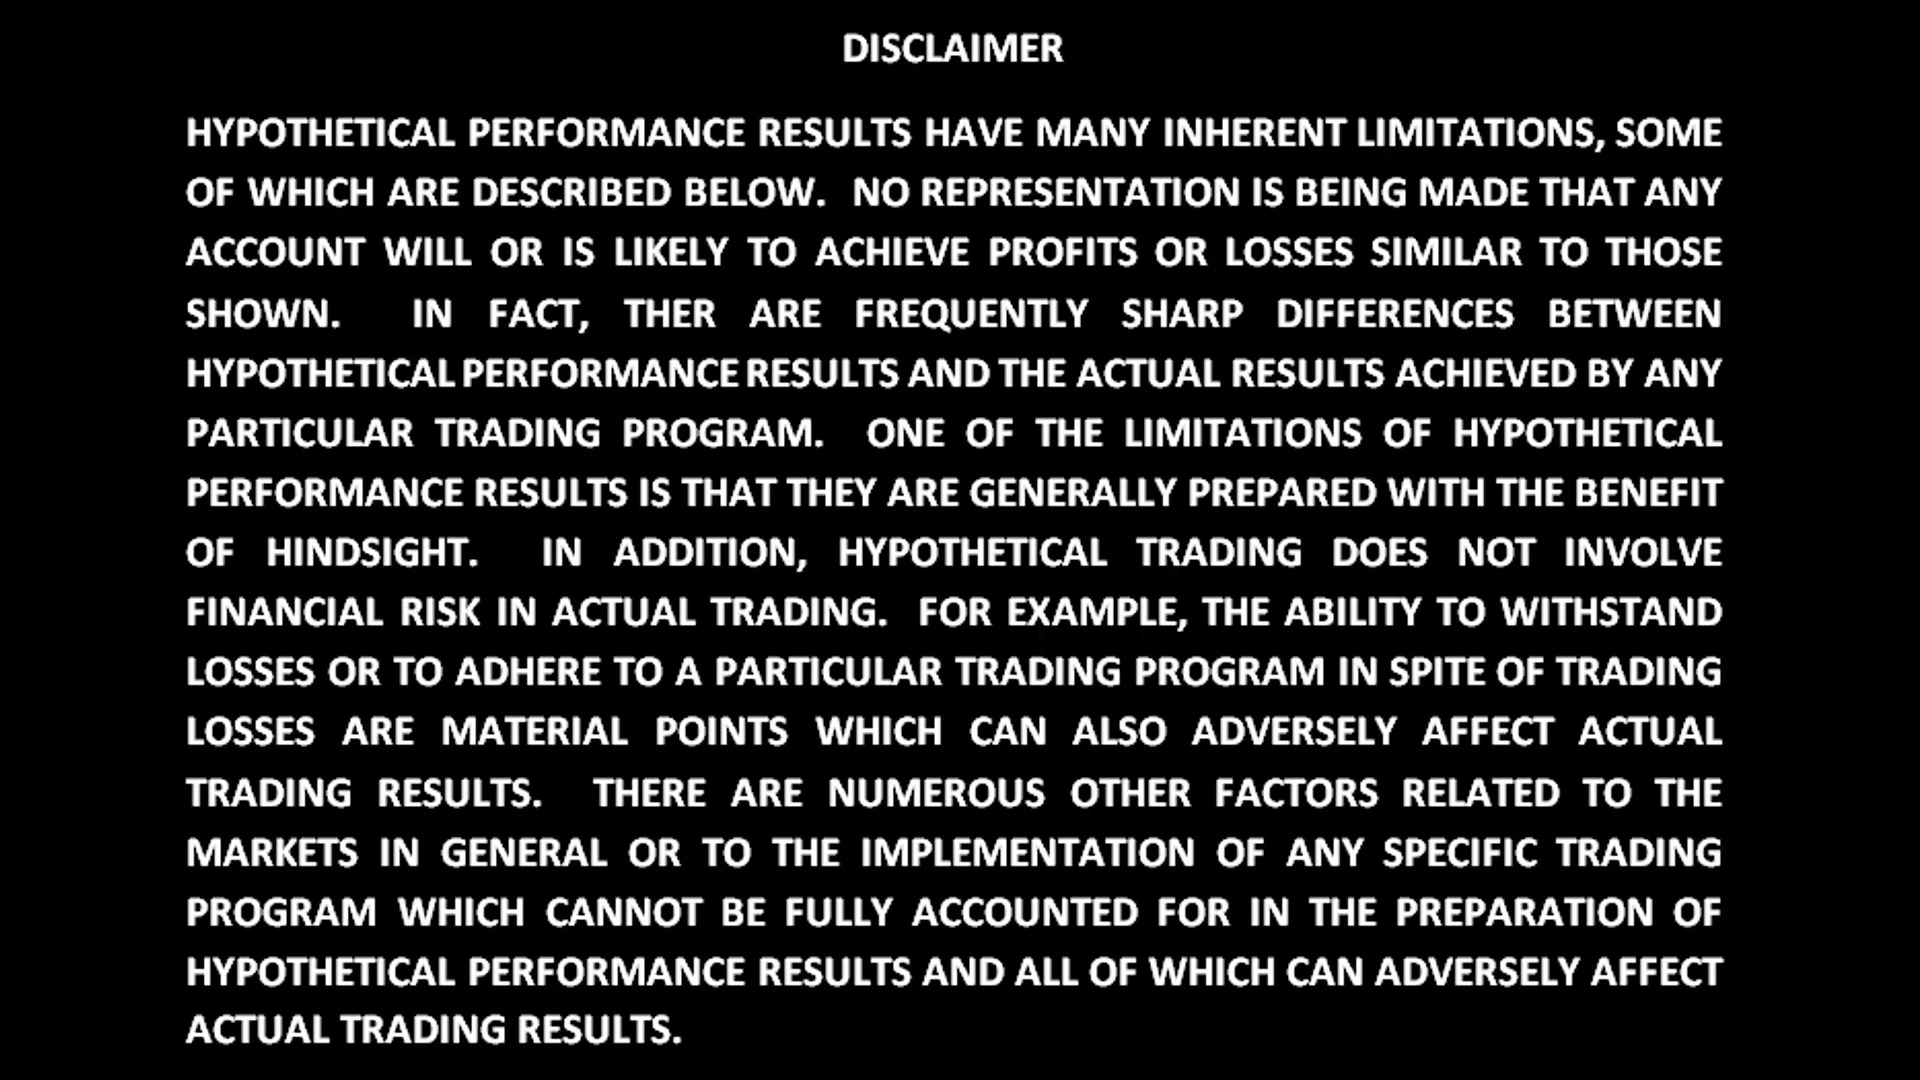 DISCLAIMER
HYPOTHETICAL PERFORMANCE RESULTS HAVE MANY INHERENT LIMITATIONS, SOME
OF WHICH ARE DESCRIBED BELOW. NO REPRESENTATION IS BEING MADE THAT ANY
ACCOUNT WILL OR IS LIKELY TO ACHIEVE PROFITS OR LOSSES SIMILAR TO THOSE
SHOWN. IN FACT, THER ARE FREQUENTLY SHARP DIFFERENCES BETWEEN
HYPOTHETICAL PERFORMANCE RESULTS AND THE ACTUAL RESULTS ACHIEVED BY ANY
PARTICULAR TRADING PROGRAM. ONE OF THE LIMITATIONS OF HYPOTHETICAL
PERFORMANCE RESULTS IS THAT THEY ARE GENERALLY PREPARED WITH THE BENEFIT
OF HINDSIGHT. IN ADDITION, HYPOTHETICAL TRADING DOES NOT INVOLVE
FINANCIAL RISK IN ACTUAL TRADING. FOR EXAMPLE, THE ABILITY TO WITHSTAND
LOSSES OR TO ADHERE TO A PARTICULAR TRADING PROGRAM IN SPITE OF TRADING
LOSSES ARE MATERIAL POINTS WHICH CAN ALSO ADVERSELY AFFECT ACTUAL
TRADING RESULTS. THERE ARE NUMEROUS OTHER FACTORS RELATED TO THE
MARKETS IN GENERAL OR TO THE IMPLEMENTATION OF ANY SPECIFIC TRADING
PROGRAM WHICH CANNOT BE FULLY ACCOUNTED FOR IN THE PREPARATION OF
HYPOTHETICAL PERFORMANCE RESULTS AND ALL OF WHICH CAN ADVERSELY AFFECT
ACTUAL TRADING RESULTS.